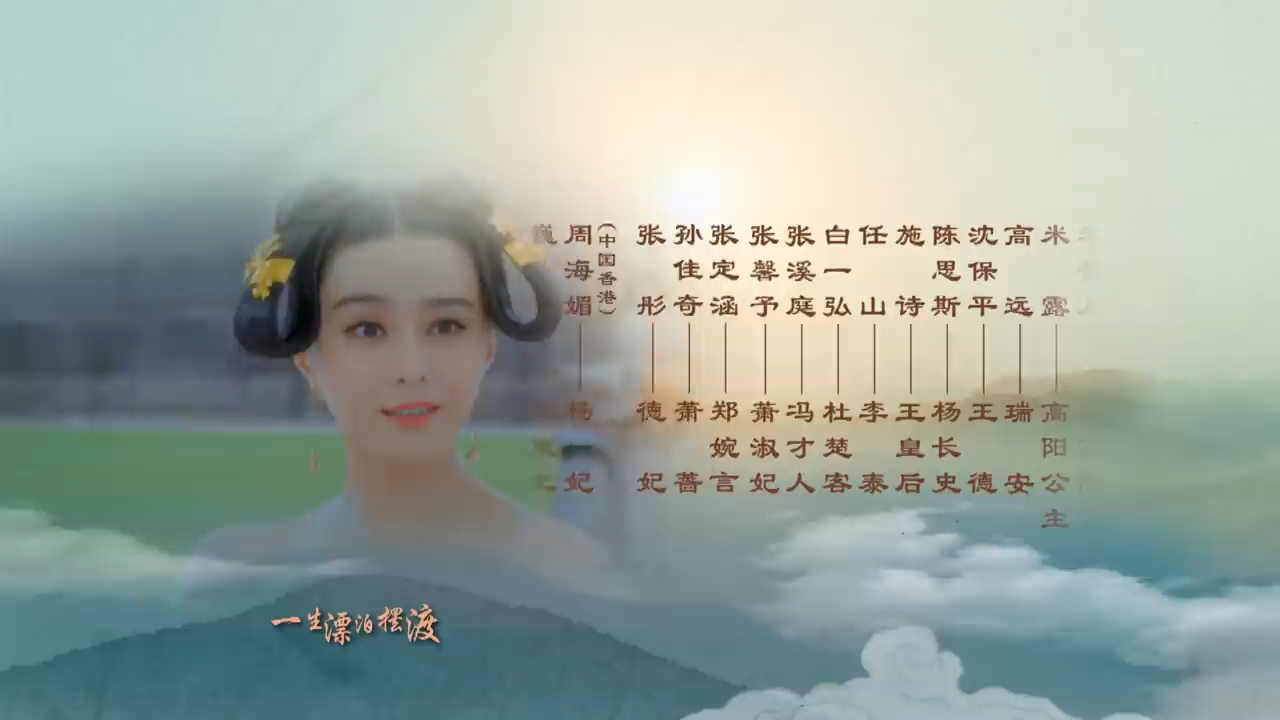 周海媚 杨妃
(中国香港)
张彤 德妃
孙佳奇 萧蔷
张定涵 郑婉言
张馨予 萧淑妃
张溪庭 冯才人
白一弘 杜楚客
任山 李泰
施诗 王皇后
陈思斯 杨长史
沈保平 王德
高远 瑞安
米露 高阳公主
一生漂泊摆渡